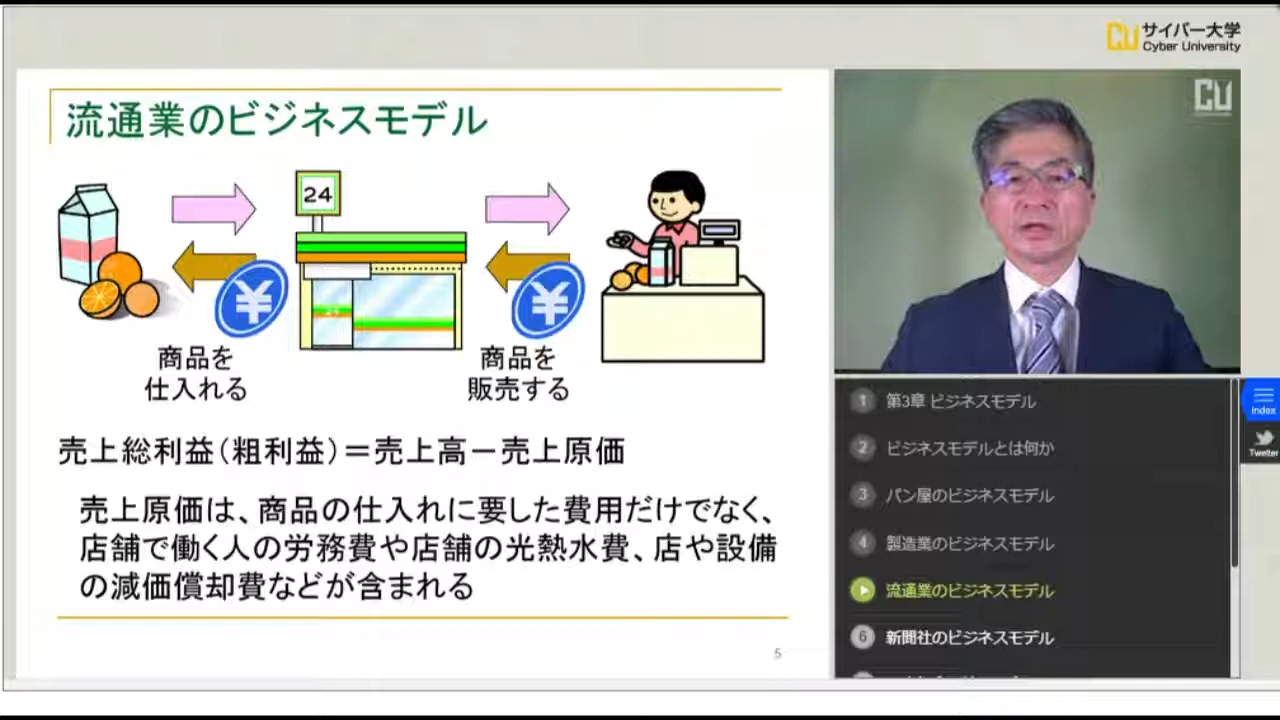 CU サイバー大学
Cyber University
流通業のビジネスモデル
24
商品を
仕入れる
商品を
販売する
売上総利益(粗利益)=売上高-売上原価
売上原価は、商品の仕入れに要した費用だけでなく、
店舗で働く人の労務費や店舗の光熱水費、店や設備
の減価償却費などが含まれる
5
CU
1 第3章 ビジネスモデル
2 ビジネスモデルとは何か
3 パン屋のビジネスモデル
4 製造業のビジネスモデル
流通業のビジネスモデル
6 新聞社のビジネスモデル
index
Twetter